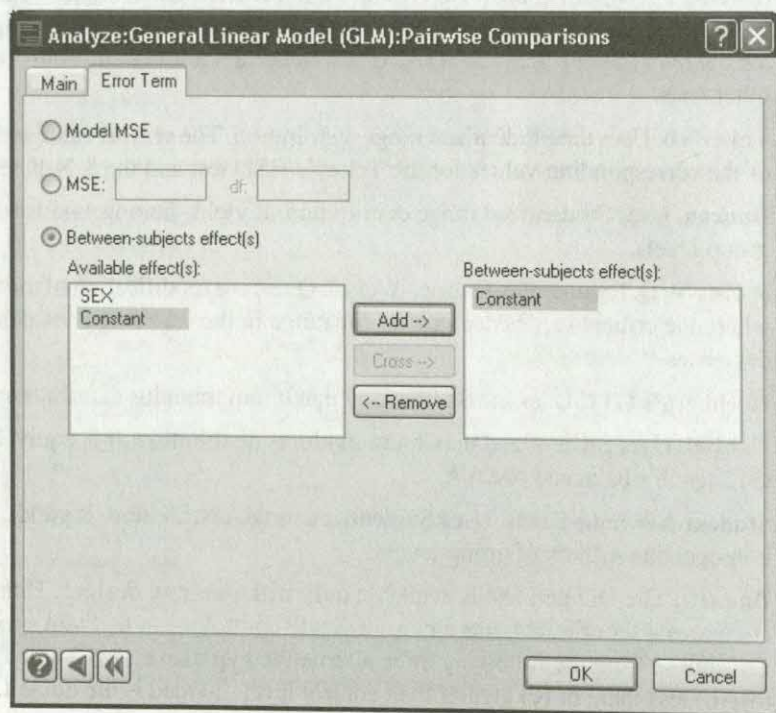 Analyze:General Linear Model (GLM):Pairwise Comparisons
Main Error Term
Model MSE
MSE: df:
Between-subjects effect(s)
Available effect(s):
SEX
Constant
Add -->
Cross -->
<-- Remove
Between-subjects effect(s):
Constant
OK Cancel